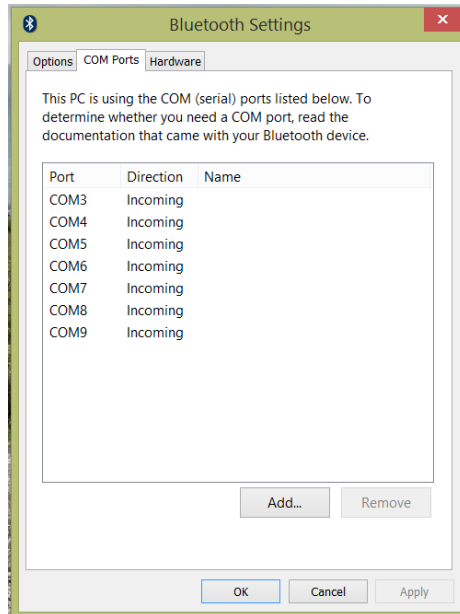 Bluetooth Settings
Options COM Ports Hardware
This PC is using the COM (serial) ports listed below. To
determine whether you need a COM port, read the
documentation that came with your Bluetooth device.
Port Direction Name
COM3 Incoming
COM4 Incoming
COM5 Incoming
COM6 Incoming
COM7 Incoming
COM8 Incoming
COM9 Incoming
Add... Remove
OK Cancel Apply